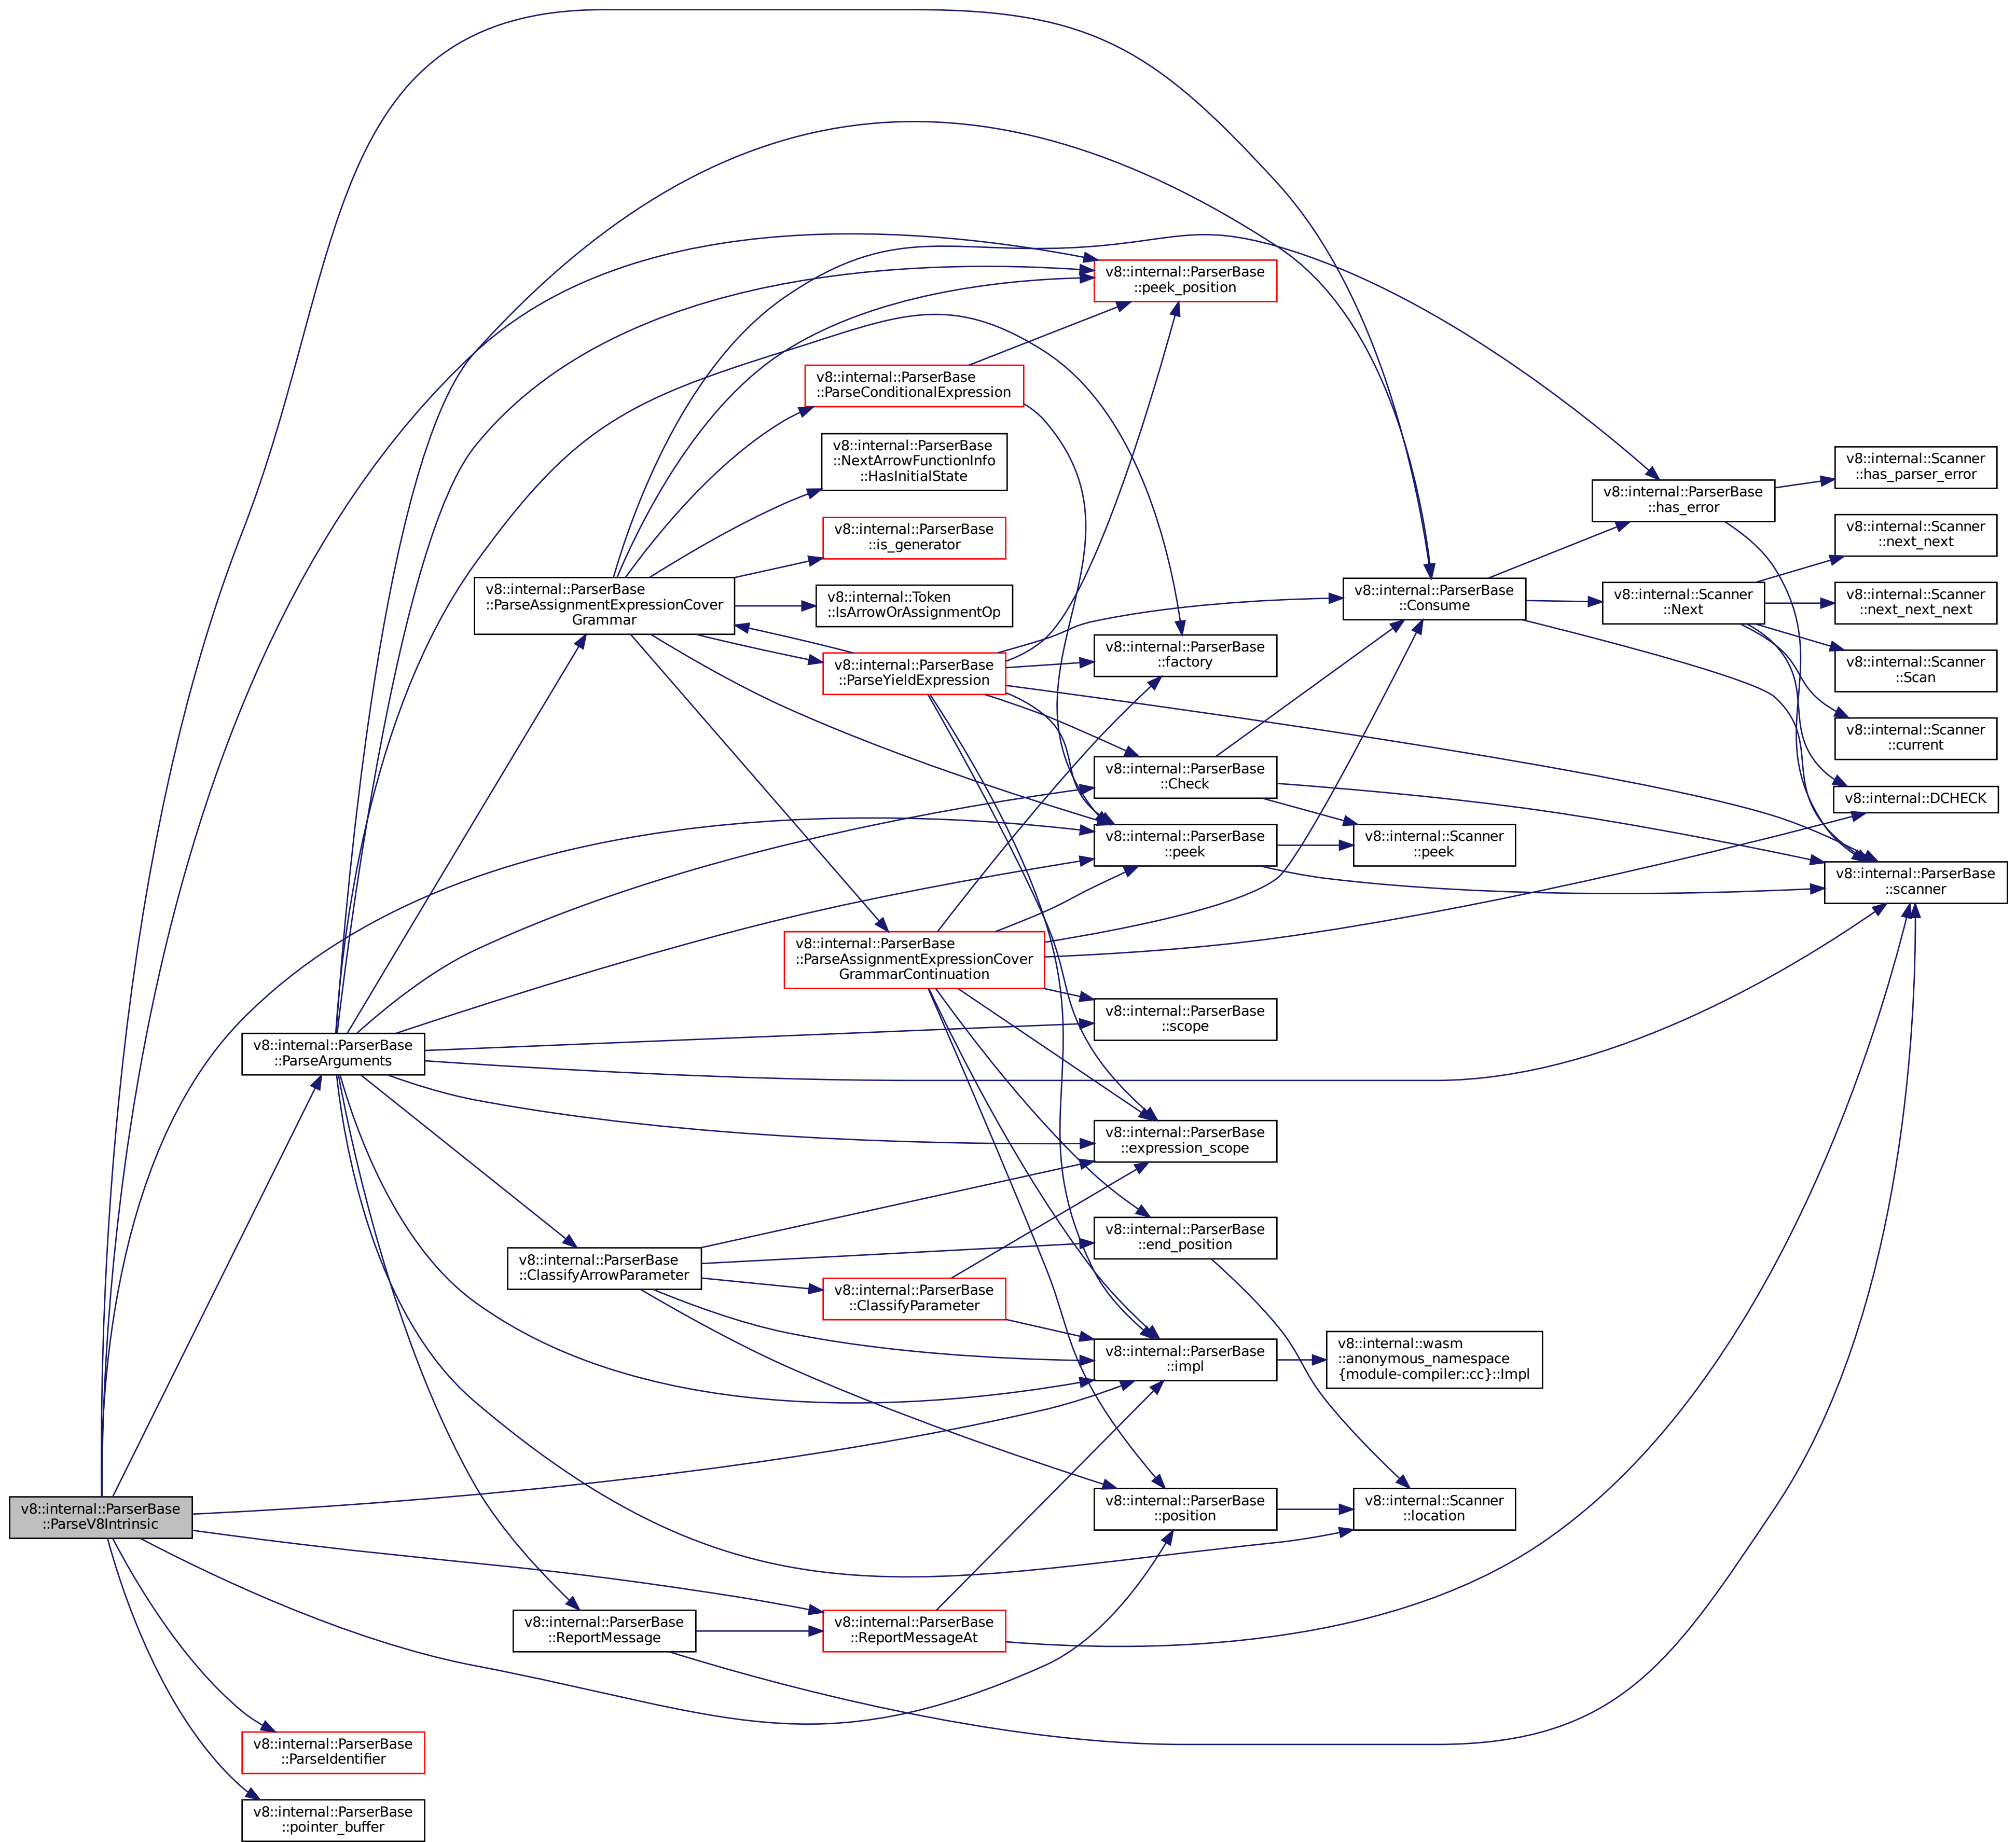 v8::internal::ParserBase
::peek_position
v8::internal::ParserBase
::ParseConditionalExpression
v8::internal::ParserBase
::NextArrowFunctionInfo
::HasInitialState
v8::internal::Scanner
::has_parser_error
v8::internal::ParserBase
::has_error
v8::internal::ParserBase
::is_generator
v8::internal::Scanner
::next_next
v8::internal::ParserBase
::ParseAssignmentExpressionCover
Grammar
v8::internal::Token
::IsArrowOrAssignmentOp
v8::internal::ParserBase
::Consume
v8::internal::Scanner
::Next
v8::internal::Scanner
::next_next_next
v8::internal::ParserBase
::factory
v8::internal::ParserBase
::ParseYieldExpression
v8::internal::Scanner
::Scan
v8::internal::Scanner
::current
v8::internal::ParserBase
::Check
v8::internal::DCHECK
v8::internal::ParserBase
::peek
v8::internal::Scanner
::peek
v8::internal::ParserBase
::scanner
v8::internal::ParserBase
::ParseAssignmentExpressionCover
GrammarContinuation
v8::internal::ParserBase
::scope
v8::internal::ParserBase
::ParseArguments
v8::internal::ParserBase
::expression_scope
v8::internal::ParserBase
::end_position
v8::internal::ParserBase
::ClassifyArrowParameter
v8::internal::ParserBase
::ClassifyParameter
v8::internal::ParserBase
::impl
v8::internal::wasm
::anonymous_namespace
{module-compiler::cc}::Impl
v8::internal::ParserBase
::ParseV8Intrinsic
v8::internal::ParserBase
::position
v8::internal::Scanner
::location
v8::internal::ParserBase
::ReportMessage
v8::internal::ParserBase
::ReportMessageAt
v8::internal::ParserBase
::ParseIdentifier
v8::internal::ParserBase
::pointer_buffer